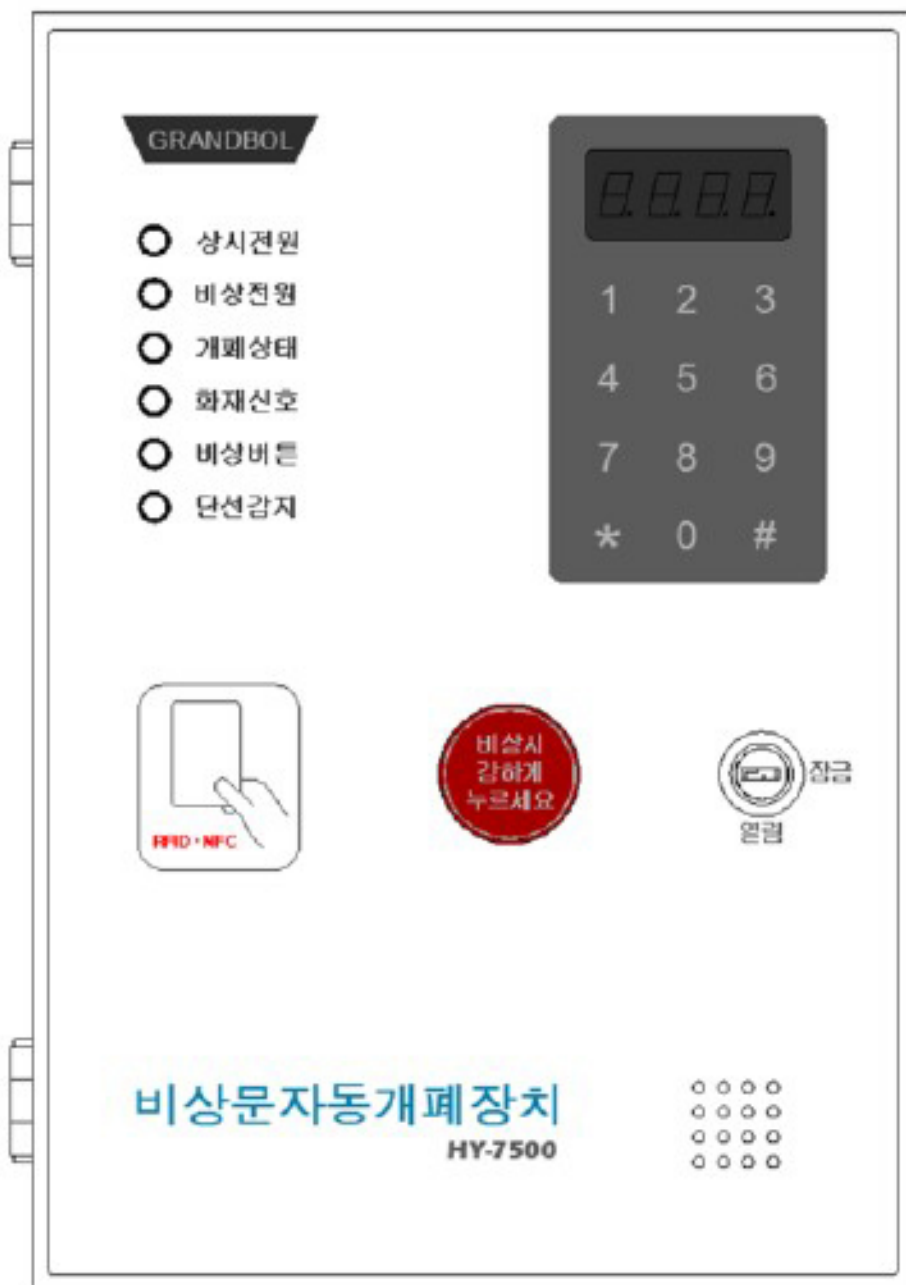 GRANDBOL
상시전원
비상전원
개폐상태
화재신호
비상버튼
단선감지
1 2 3
4 5 6
7 8 9
* 0 #
RFID·NFC
비상시
강하게
누르세요
잠금
열림
비상문자동개폐장치
HY-7500